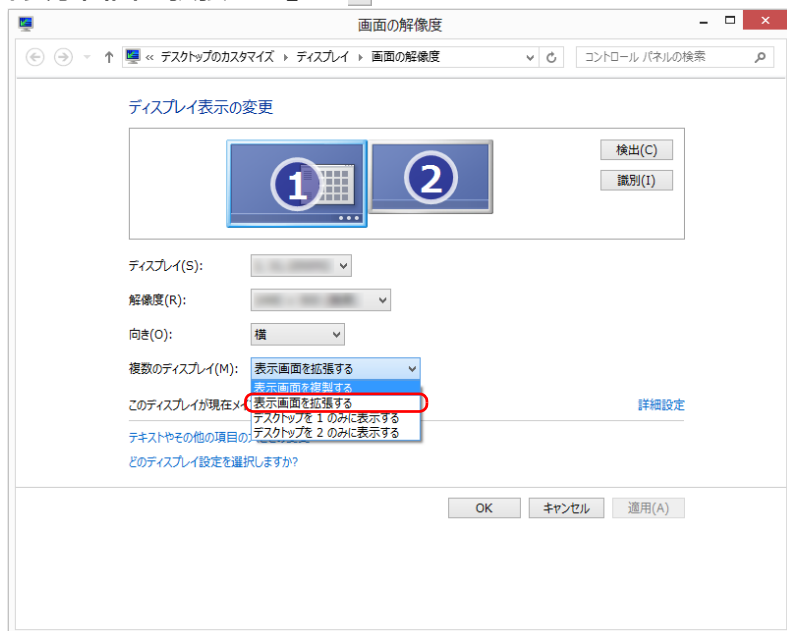 画面の解像度
« デスクトップのカスタマイズ ▸ ディスプレイ ▸ 画面の解像度
コントロール パネルの検索
ディスプレイ表示の変更
1
2
検出(C)
識別(I)
ディスプレイ(S):
解像度(R):
向き(O): 横
複数のディスプレイ(M): 表示画面を拡張する
表示画面を複製する
このディスプレイが現在メ
表示画面を拡張する
詳細設定
デスクトップを 1 のみに表示する
テキストやその他の項目の
デスクトップを 2 のみに表示する
どのディスプレイ設定を選択しますか?
OK キャンセル 適用(A)